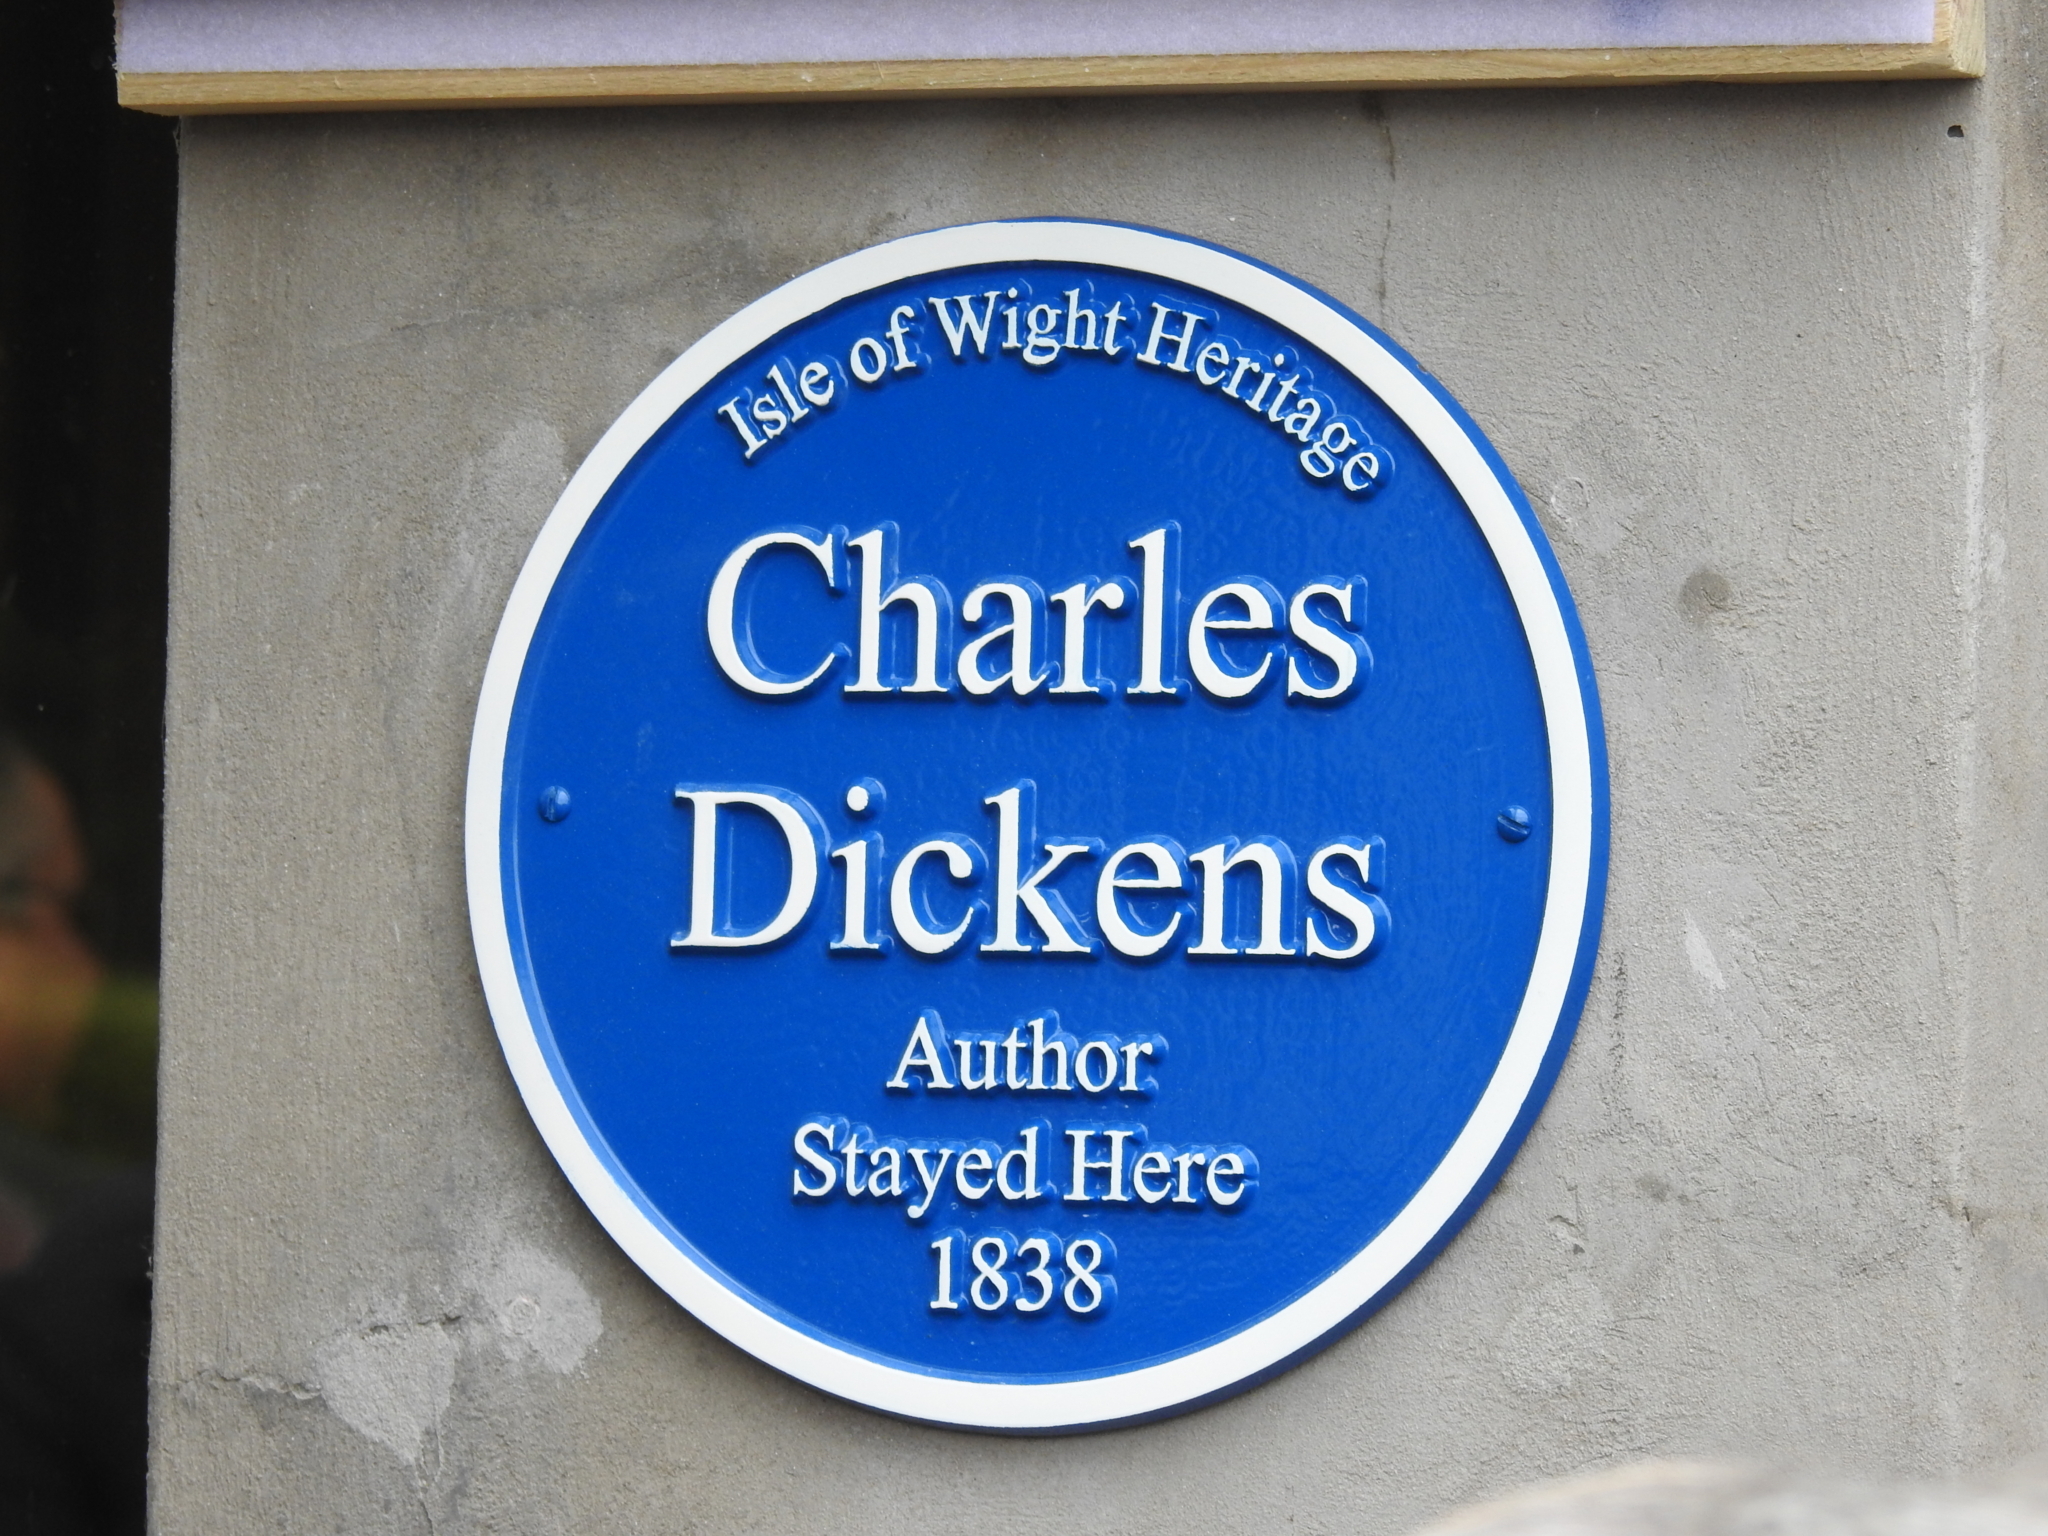 Isle of Wight Heritage
Charles
Dickens
Author
Stayed Here
1838